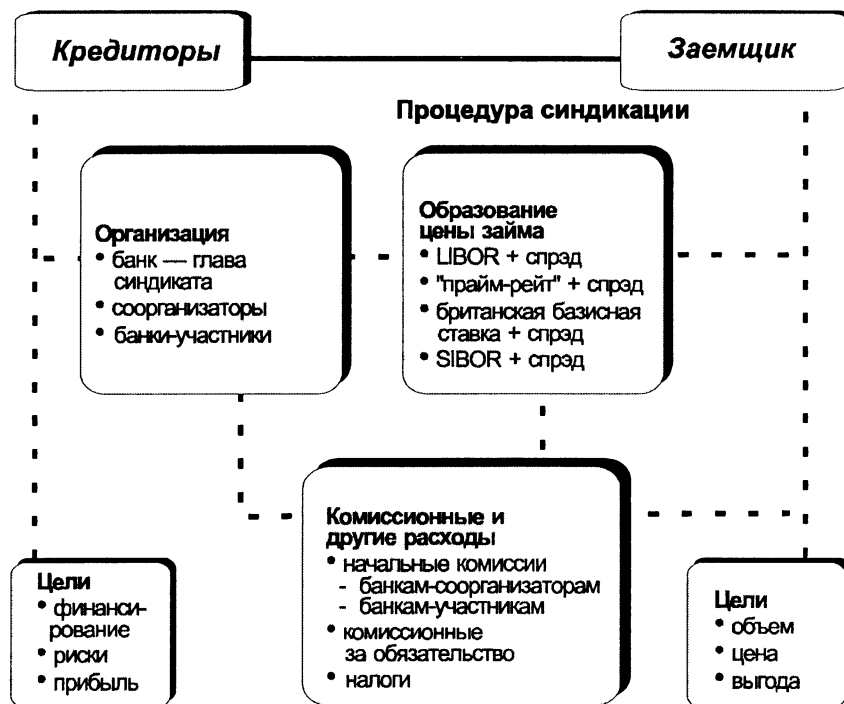 Кредиторы
Заемщик
Процедура синдикации
Организация
• банк — глава
синдиката
• соорганизаторы
• банки-участники
Образование
цены займа
• LIBOR + спрэд
• "прайм-рейт" + спрэд
• британская базисная
ставка + спрэд
• SIBOR + спрэд
Комиссионные и
другие расходы
• начальные комиссии
- банкам-соорганизаторам
- банкам-участникам
• комиссионные
за обязательство
• налоги
Цели
• финанси-
рование
• риски
• прибыль
Цели
• объем
• цена
• выгода